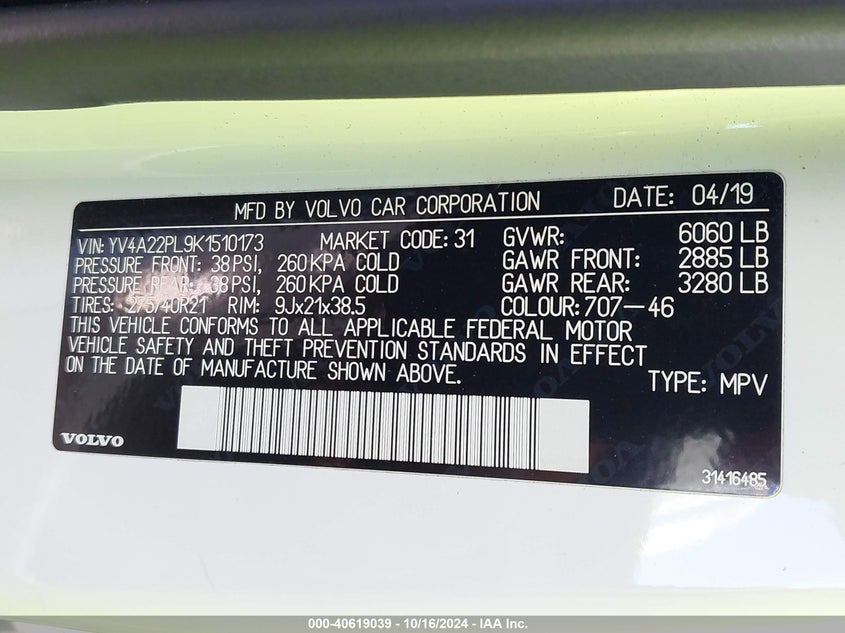 MFD BY VOLVO CAR CORPORATION DATE: 04/19
VIN: YV4A22PL9K1510173 MARKET CODE: 31 GVWR: 6060 LB
PRESSURE FRONT: 38 PSI, 260 KPA COLD GAWR FRONT: 2885 LB
PRESSURE REAR: 38 PSI, 260 KPA COLD GAWR REAR: 3280 LB
TIRES: 275/40R21 RIM: 9Jx21x38.5 COLOUR: 707-46
THIS VEHICLE CONFORMS TO ALL APPLICABLE FEDERAL MOTOR
VEHICLE SAFETY AND THEFT PREVENTION STANDARDS IN EFFECT
ON THE DATE OF MANUFACTURE SHOWN ABOVE.
TYPE: MPV
VOLVO
31416485
000-40619039 - 10/16/2024 - IAA Inc.